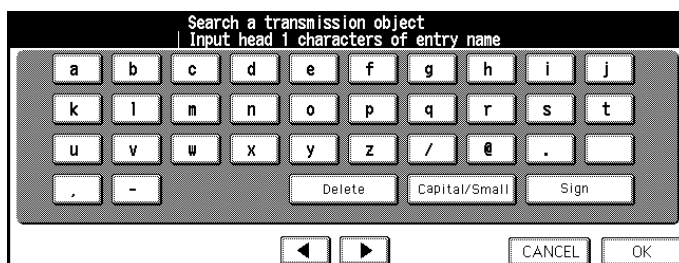 Search a transmission object
Input head 1 characters of entry name
a b c d e f g h i j
k l m n o p q r s t
u v w x y z / @ .
, - Delete Capital/Small Sign
◀ ▶ CANCEL OK